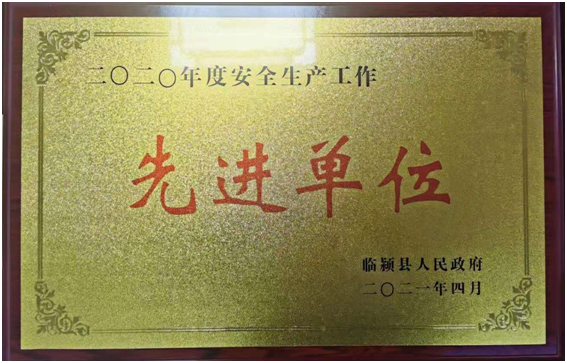 二〇二〇年度安全生产工作
先进单位
临颍县人民政府
二〇二一年四月